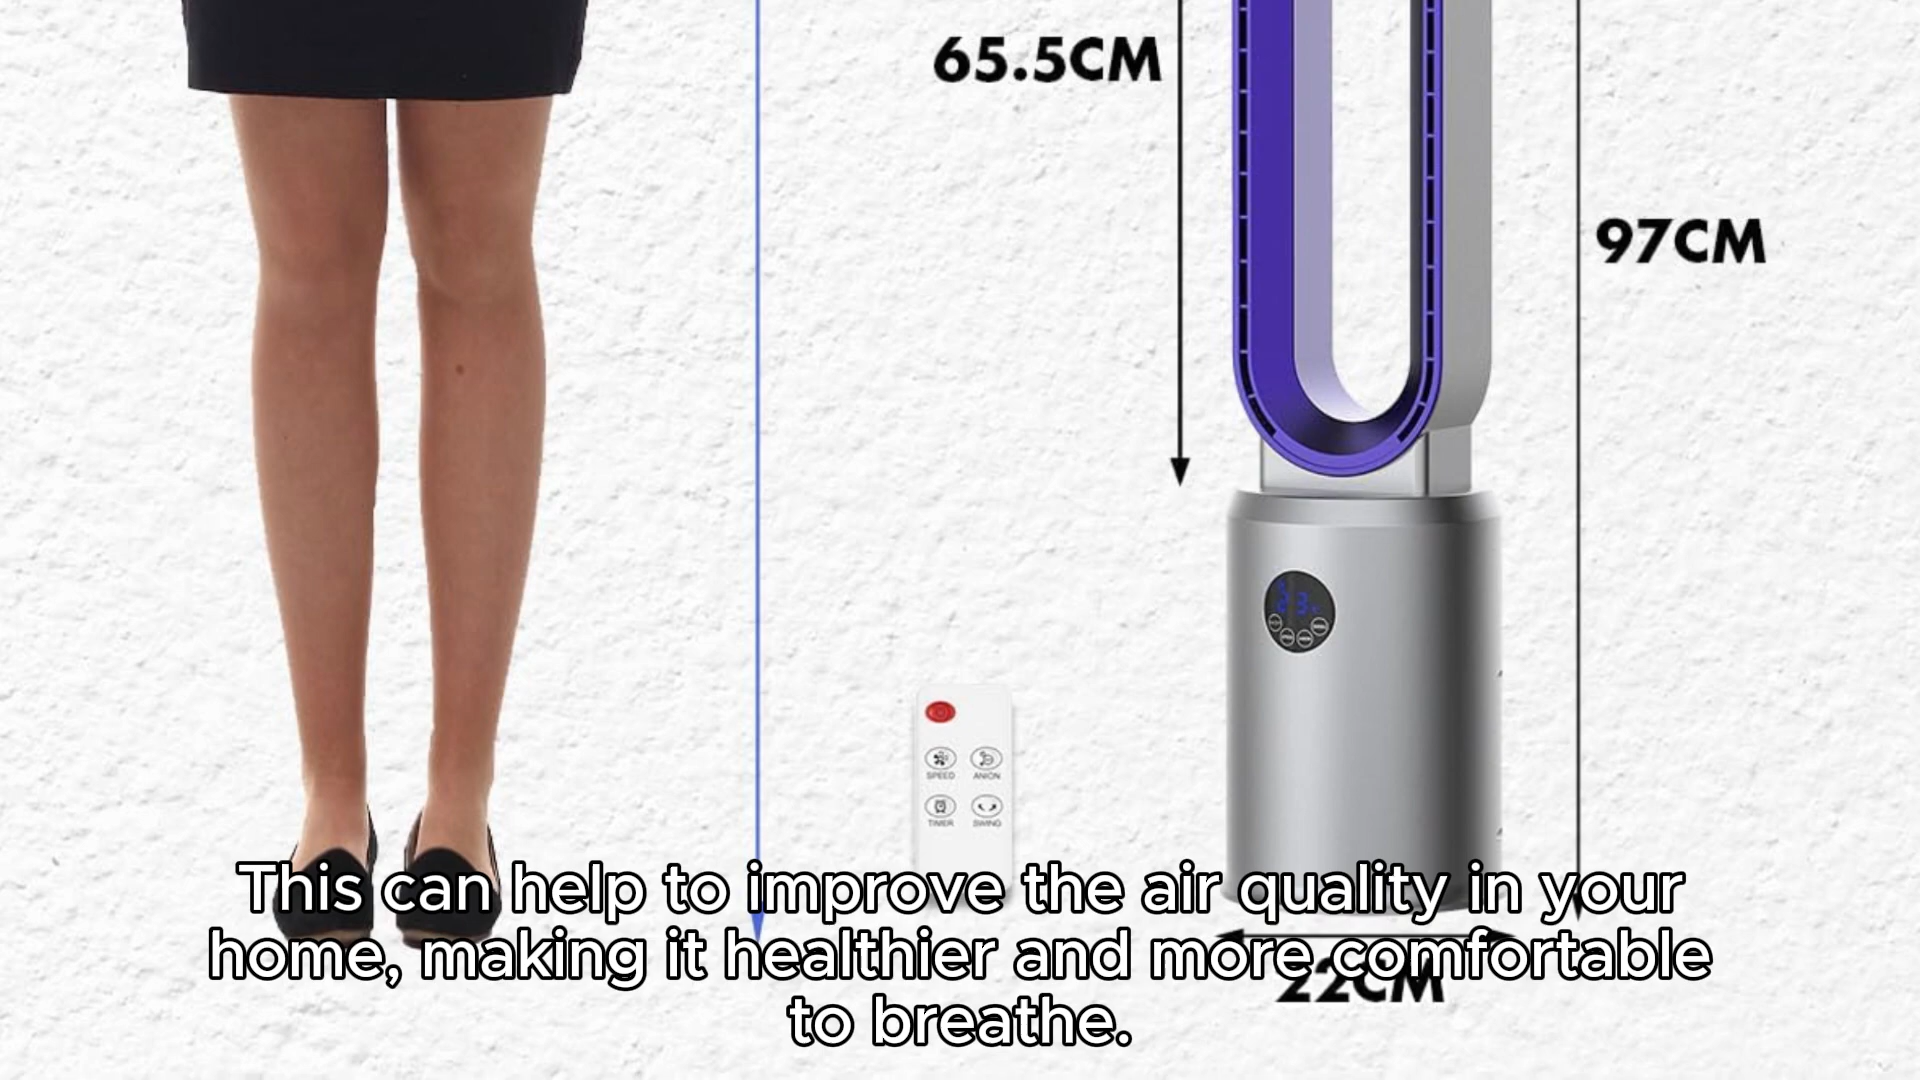 65.5CM
97CM
SPEED ANION
TIMER SWING
This can help to improve the air quality in your
home, making it healthier and more comfortable
to breathe.
22CM